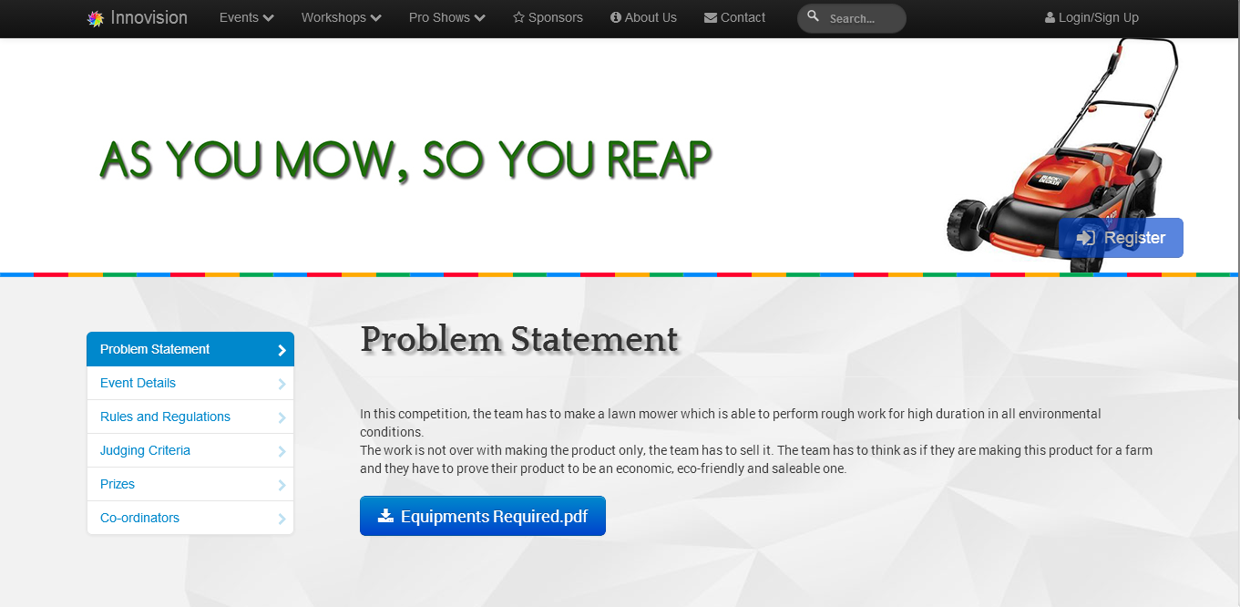 Innovision Events Workshops Pro Shows Sponsors About Us Contact Search... Login/Sign Up
AS YOU MOW, SO YOU REAP
BLACK & DECKER
Register
Problem Statement
Problem Statement
Event Details
Rules and Regulations
Judging Criteria
Prizes
Co-ordinators
In this competition, the team has to make a lawn mower which is able to perform rough work for high duration in all environmental
conditions.
The work is not over with making the product only, the team has to sell it. The team has to think as if they are making this product for a farm
and they have to prove their product to be an economic, eco-friendly and saleable one.
Equipments Required.pdf